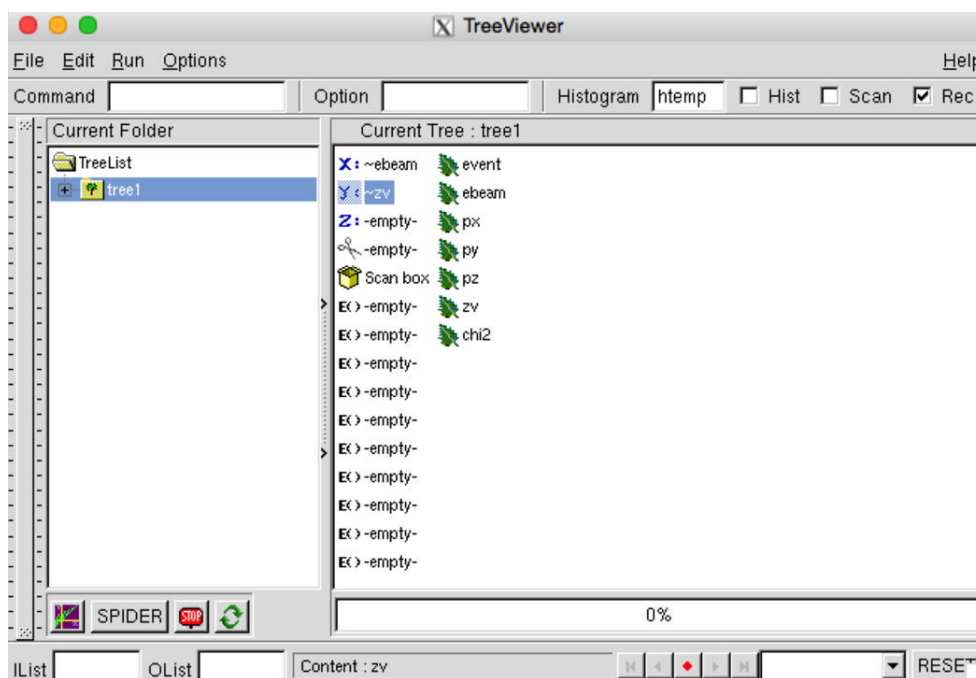 TreeViewer
File Edit Run Options Help
Command Option Histogram htemp Hist Scan Rec
Current Folder Current Tree : tree1
TreeList
tree1
X: ~ebeam event
Y: ~zv ebeam
Z: -empty- px
-empty- py
Scan box pz
E() -empty- zv
E() -empty- chi2
E() -empty-
E() -empty-
E() -empty-
E() -empty-
E() -empty-
E() -empty-
E() -empty-
E() -empty-
SPIDER STOP 0%
IList OList Content : zv RESET